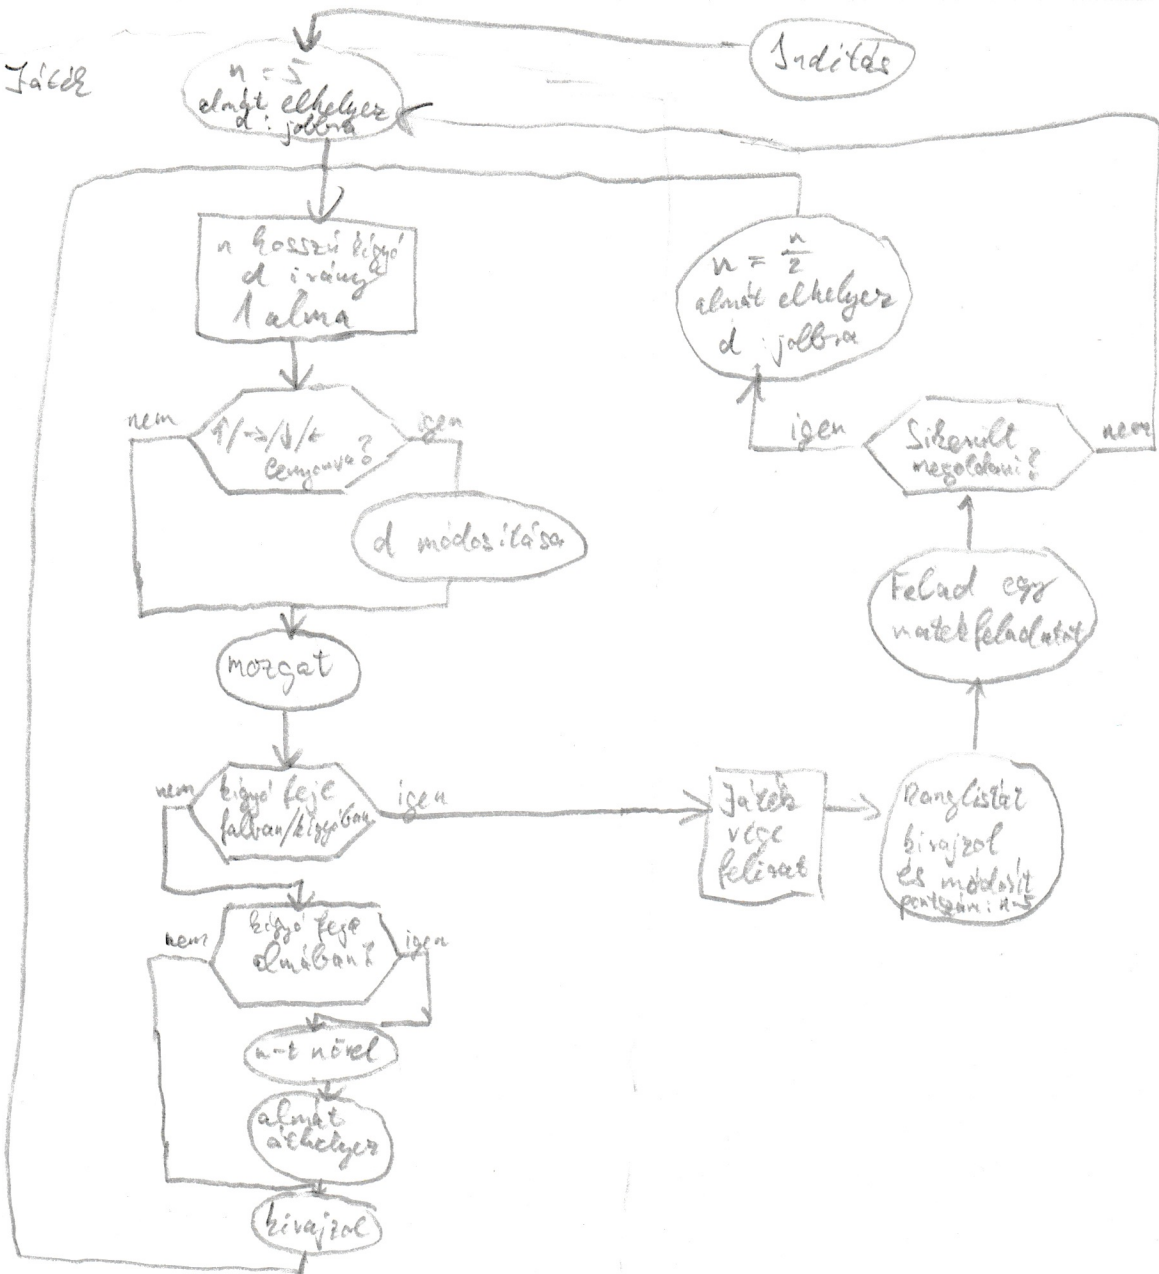 Játék
Indítás
n = 5
almát elhelyez
d : jobbra
n hosszú kígyó
d irány
1 alma
n = n/2
almát elhelyez
d : jobbra
nem
↑/→/↓/←
lenyomva?
igen
igen
Sikerült
megoldani?
nem
d módosítása
Felad egy
matekfeladatot
mozgat
nem
kígyó feje
falban/kígyóban
igen
Játék
vége
felirat
Ranglistát
kirajzol
és módosít
pontszám: n-5
nem
kígyó feje
almában?
igen
n-t növel
almát
áthelyez
kirajzol